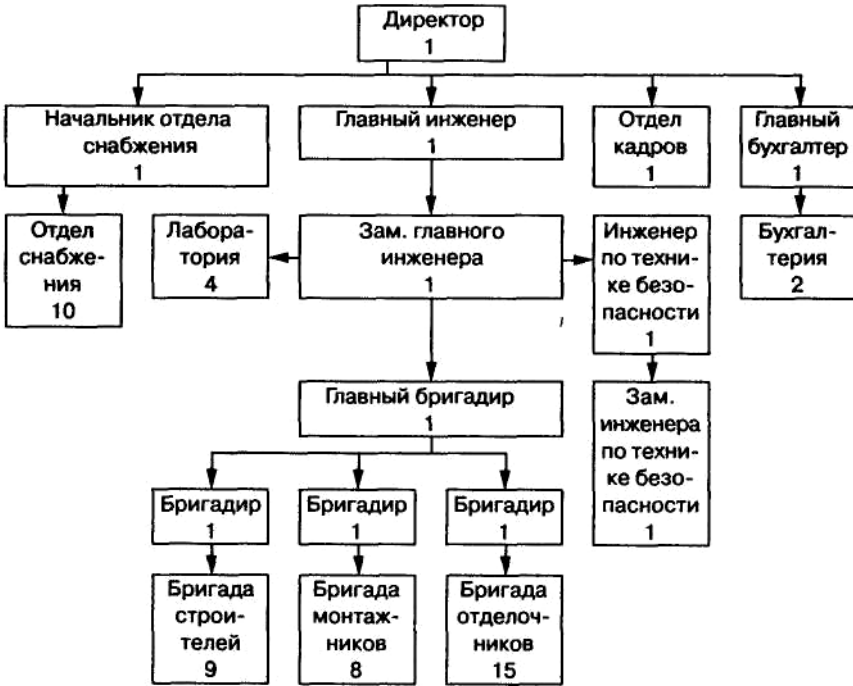 Директор
1
Начальник отдела
снабжения
1
Главный инженер
1
Отдел
кадров
1
Главный
бухгалтер
1
Отдел
снабже-
ния
10
Лабора-
тория
4
Зам. главного
инженера
1
Инженер
по техни-
ке безо-
пасности
1
Бухгал-
терия
2
Главный бригадир
1
Зам.
инженера
по техни-
ке безо-
пасности
1
Бригадир
1
Бригадир
1
Бригадир
1
Бригада
строи-
телей
9
Бригада
монтаж-
ников
8
Бригада
отделоч-
ников
15